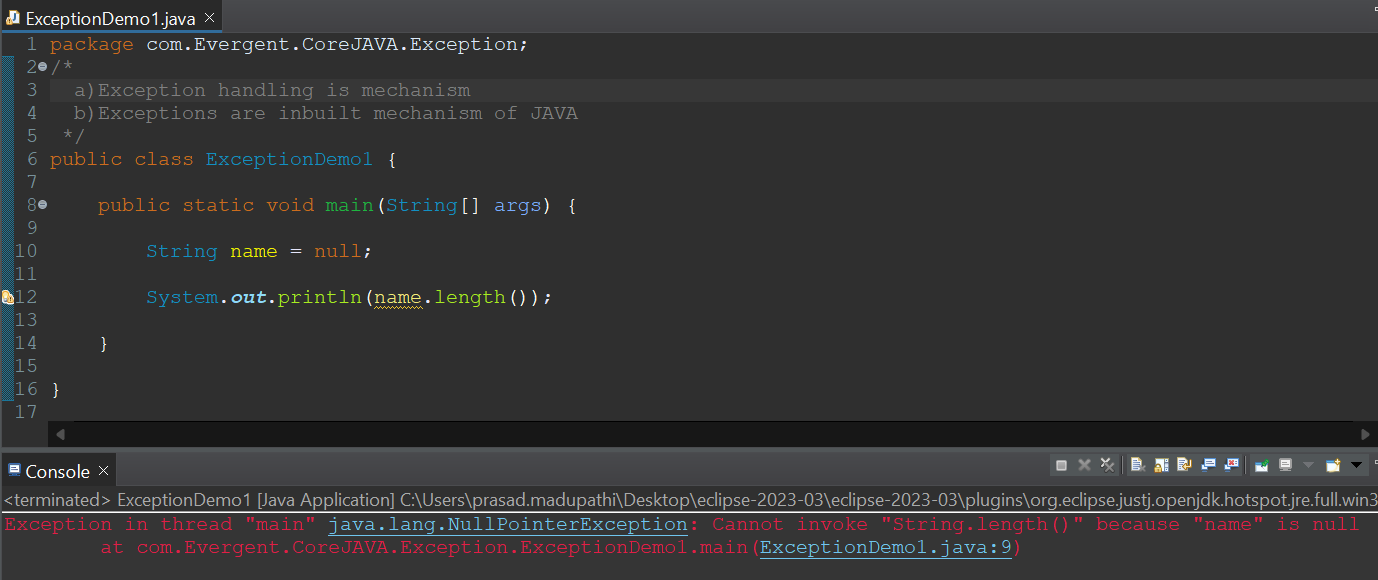 ExceptionDemo1.java
1 package com.Evergent.CoreJAVA.Exception;
2 /*
3 a)Exception handling is mechanism
4 b)Exceptions are inbuilt mechanism of JAVA
5 */
6 public class ExceptionDemo1 {
7
8 public static void main(String[] args) {
9
10 String name = null;
11
12 System.out.println(name.length());
13
14 }
15
16 }
17
Console
<terminated> ExceptionDemo1 [Java Application] C:\Users\prasad.madupathi\Desktop\eclipse-2023-03\eclipse-2023-03\plugins\org.eclipse.justj.openjdk.hotspot.jre.full.win3
Exception in thread "main" java.lang.NullPointerException: Cannot invoke "String.length()" because "name" is null
at com.Evergent.CoreJAVA.Exception.ExceptionDemo1.main(ExceptionDemo1.java:9)